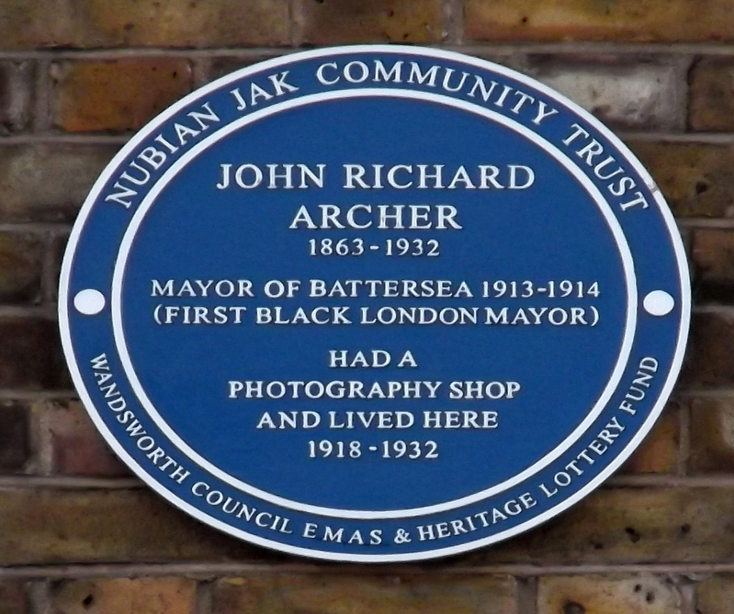 NUBIAN JAK COMMUNITY TRUST
JOHN RICHARD
ARCHER
1863-1932
MAYOR OF BATTERSEA 1913-1914
(FIRST BLACK LONDON MAYOR)
HAD A
PHOTOGRAPHY SHOP
AND LIVED HERE
1918-1932
WANDSWORTH COUNCIL EMAS & HERITAGE LOTTERY FUND